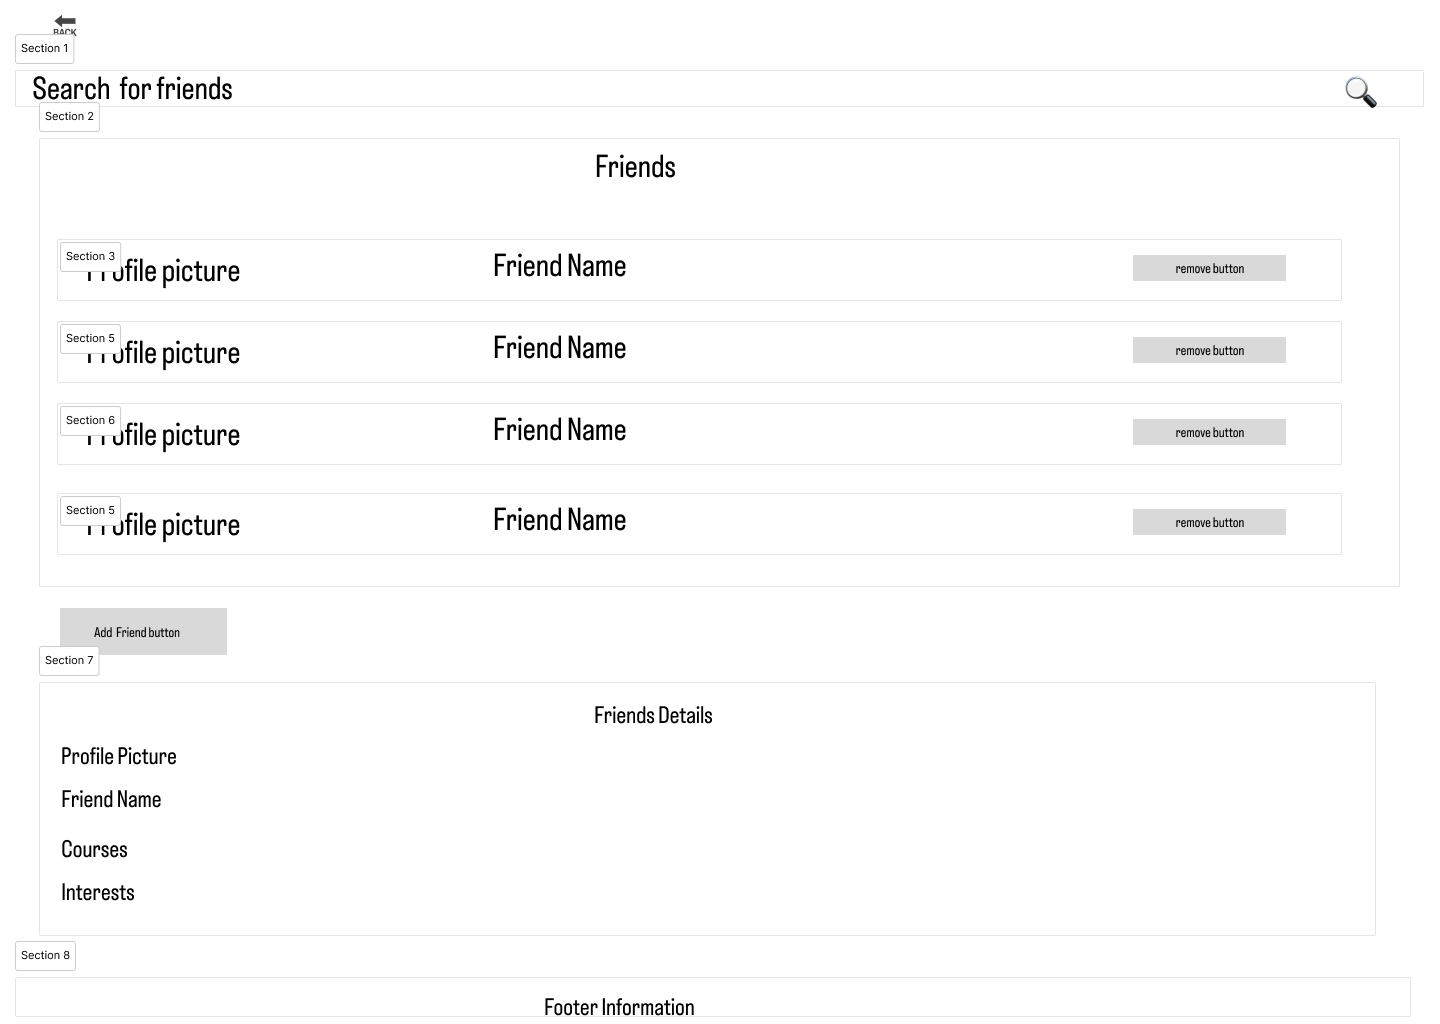 BACK
Section 1
Search for friends
Section 2
Friends
Section 3
Profile picture
Friend Name
remove button
Section 5
Profile picture
Friend Name
remove button
Section 6
Profile picture
Friend Name
remove button
Section 5
Profile picture
Friend Name
remove button
Add Friend button
Section 7
Friends Details
Profile Picture
Friend Name
Courses
Interests
Section 8
Footer Information